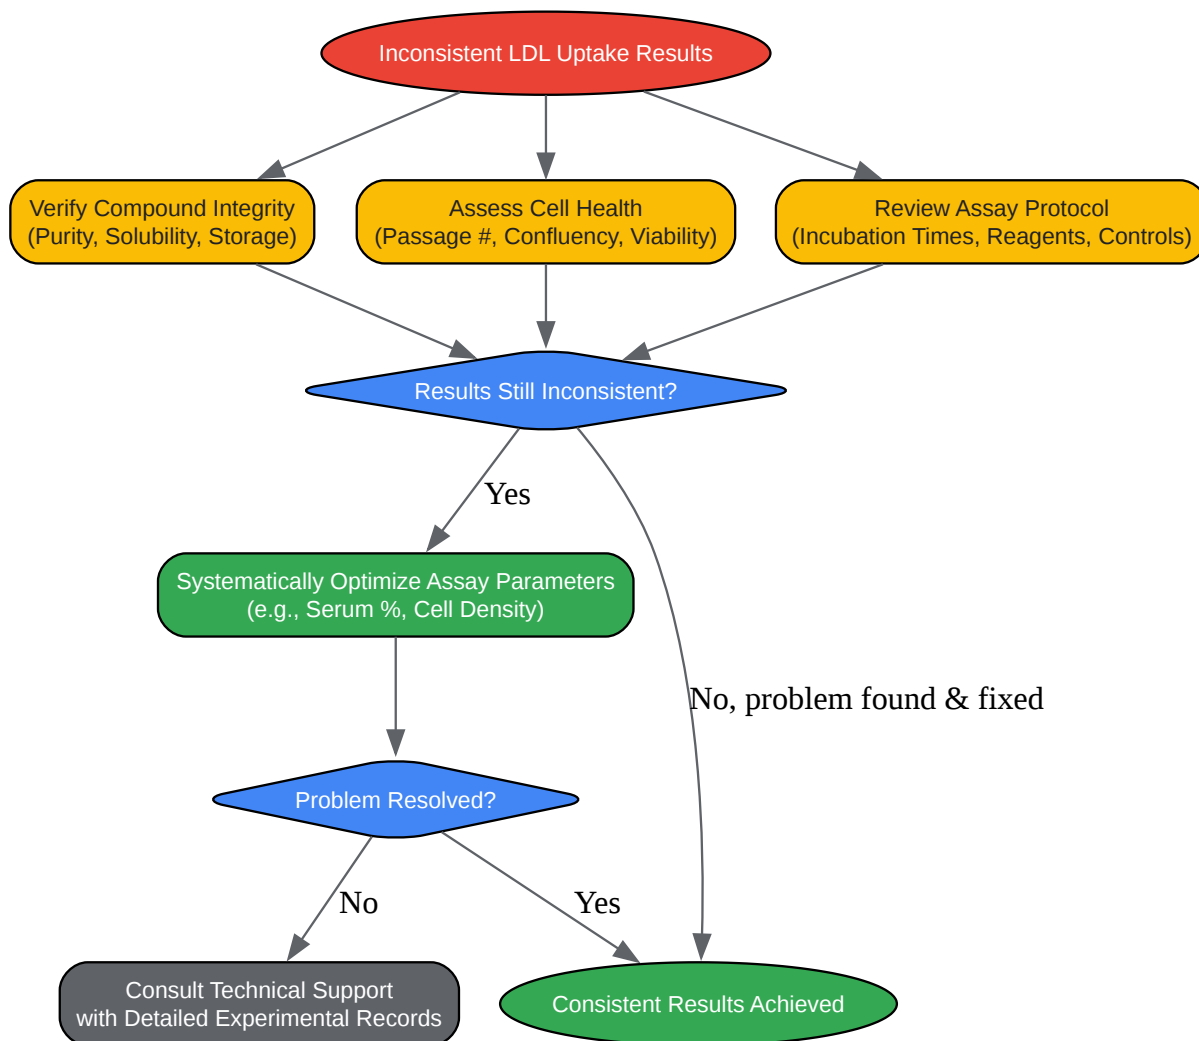 Inconsistent LDL Uptake Results
Verify Compound Integrity
(Purity, Solubility, Storage)
Assess Cell Health
(Passage #, Confluency, Viability)
Review Assay Protocol
(Incubation Times, Reagents, Controls)
Results Still Inconsistent?
Yes
Systematically Optimize Assay Parameters
(e.g., Serum %, Cell Density)
No, problem found & fixed
Problem Resolved?
No
Yes
Consult Technical Support
with Detailed Experimental Records
Consistent Results Achieved